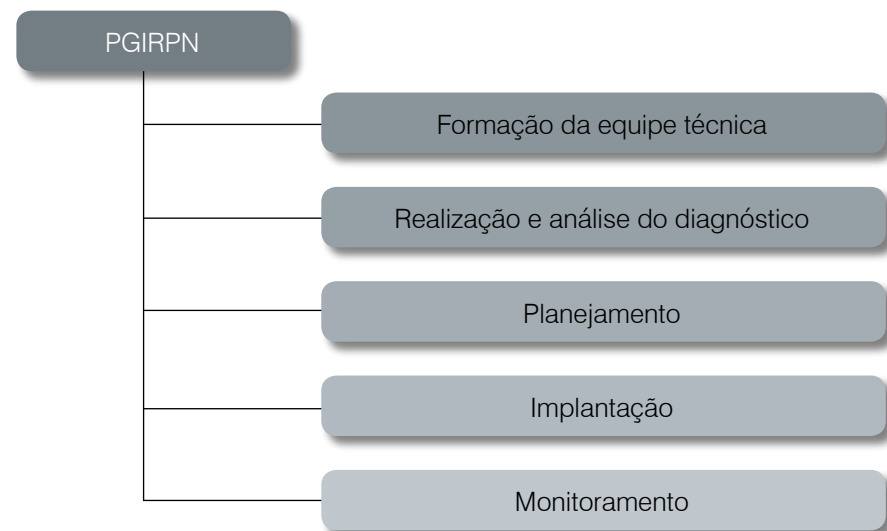 PGIRPN
Formação da equipe técnica
Realização e análise do diagnóstico
Planejamento
Implantação
Monitoramento